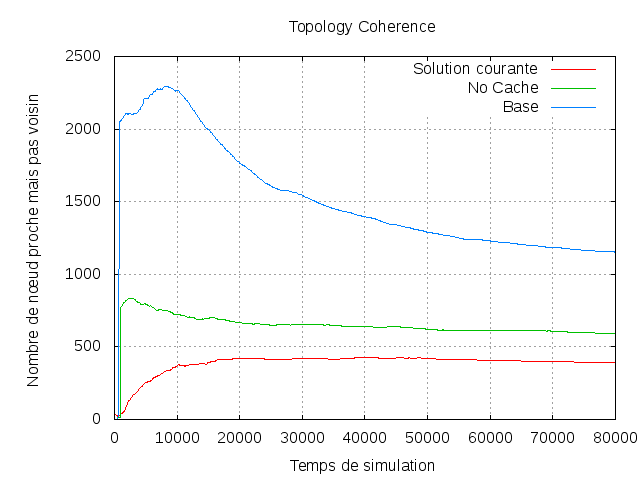 Topology Coherence
Nombre de nœud proche mais pas voisin
2500
2000
1500
1000
500
0
Solution courante
No Cache
Base
0 10000 20000 30000 40000 50000 60000 70000 80000
Temps de simulation